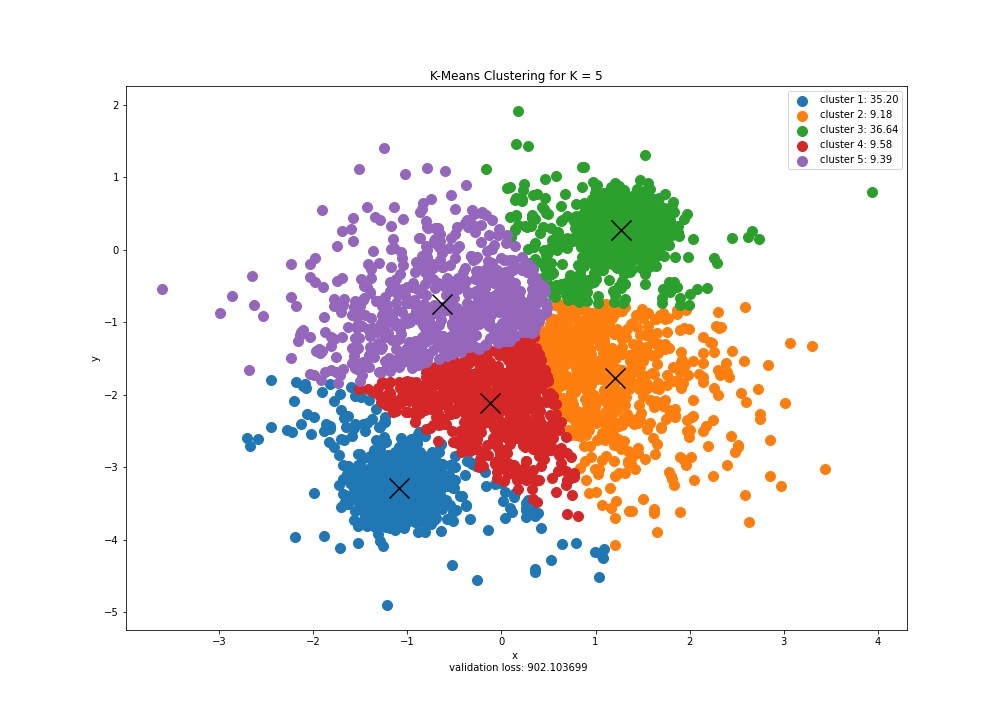 K-Means Clustering for K = 5
cluster 1: 35.20
cluster 2: 9.18
cluster 3: 36.64
cluster 4: 9.58
cluster 5: 9.39
2
1
0
−1
−2
−3
−4
−5
y
−3 −2 −1 0 1 2 3 4
x
validation loss: 902.103699